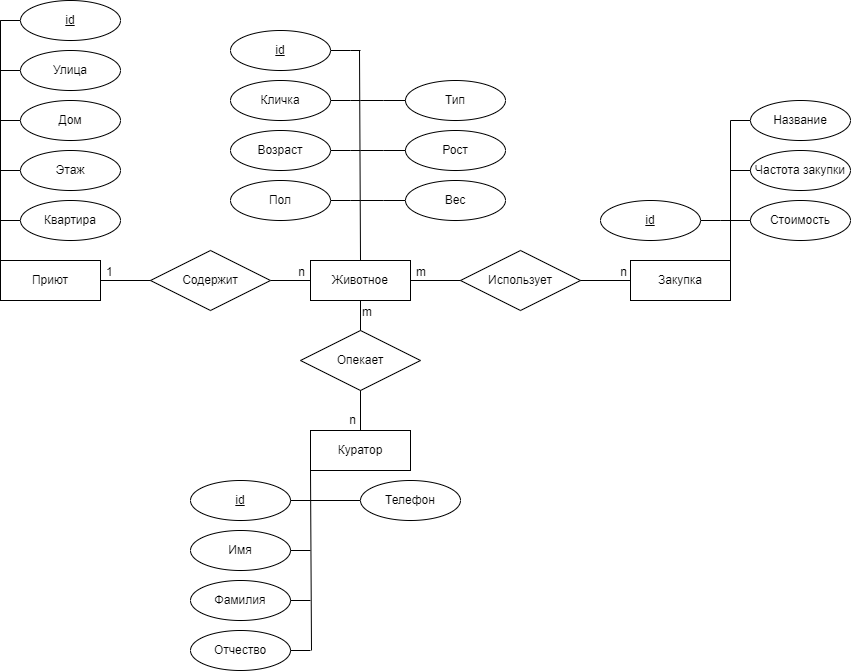 id
Улица
Дом
Этаж
Квартира
id
Кличка
Тип
Возраст
Рост
Пол
Вес
Название
Частота закупки
id
Стоимость
Приют
1
Содержит
n
Животное
m
Использует
n
Закупка
m
Опекает
n
Куратор
id
Телефон
Имя
Фамилия
Отчество